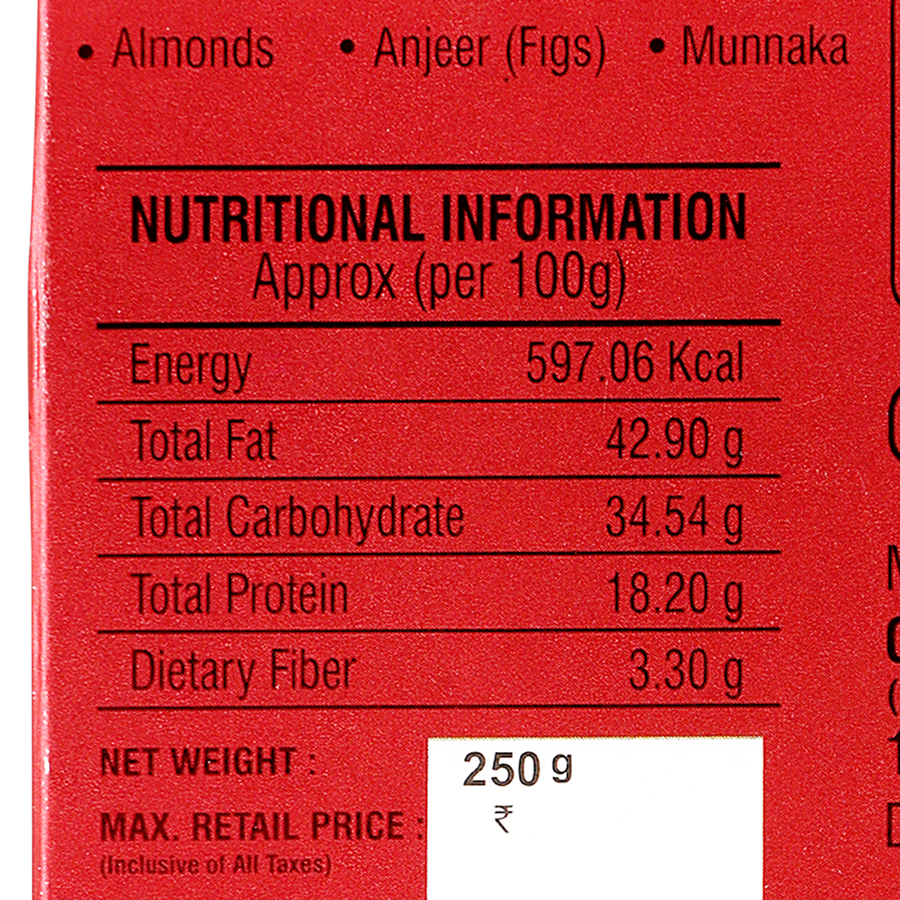 • Almonds • Anjeer (Figs) • Munnaka
NUTRITIONAL INFORMATION
Approx (per 100g)
Energy 597.06 Kcal
Total Fat 42.90 g
Total Carbohydrate 34.54 g
Total Protein 18.20 g
Dietary Fiber 3.30 g
NET WEIGHT : 250 g
MAX. RETAIL PRICE : ₹
(Inclusive of All Taxes)